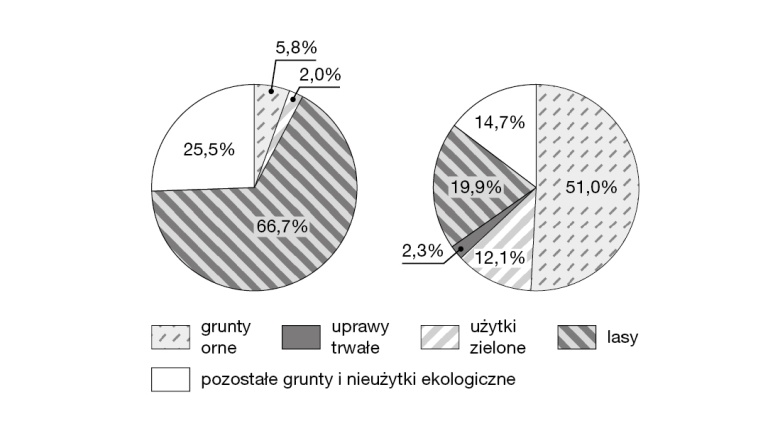 5,8%
2,0%
25,5%
66,7%
14,7%
19,9%
51,0%
2,3%
12,1%
grunty
orne
uprawy
trwałe
użytki
zielone
lasy
pozostałe grunty i nieużytki ekologiczne